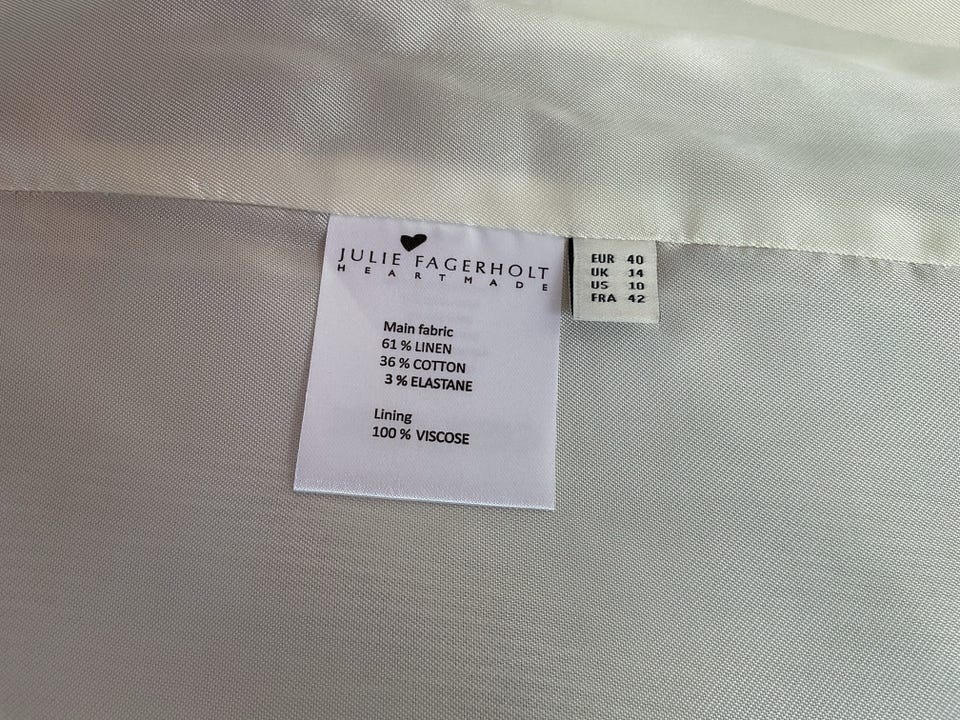 JULIE FAGERHOLT
HEARTMADE
Main fabric
61 % LINEN
36 % COTTON
3 % ELASTANE
Lining
100 % VISCOSE
EUR 40
UK 14
US 10
FRA 42